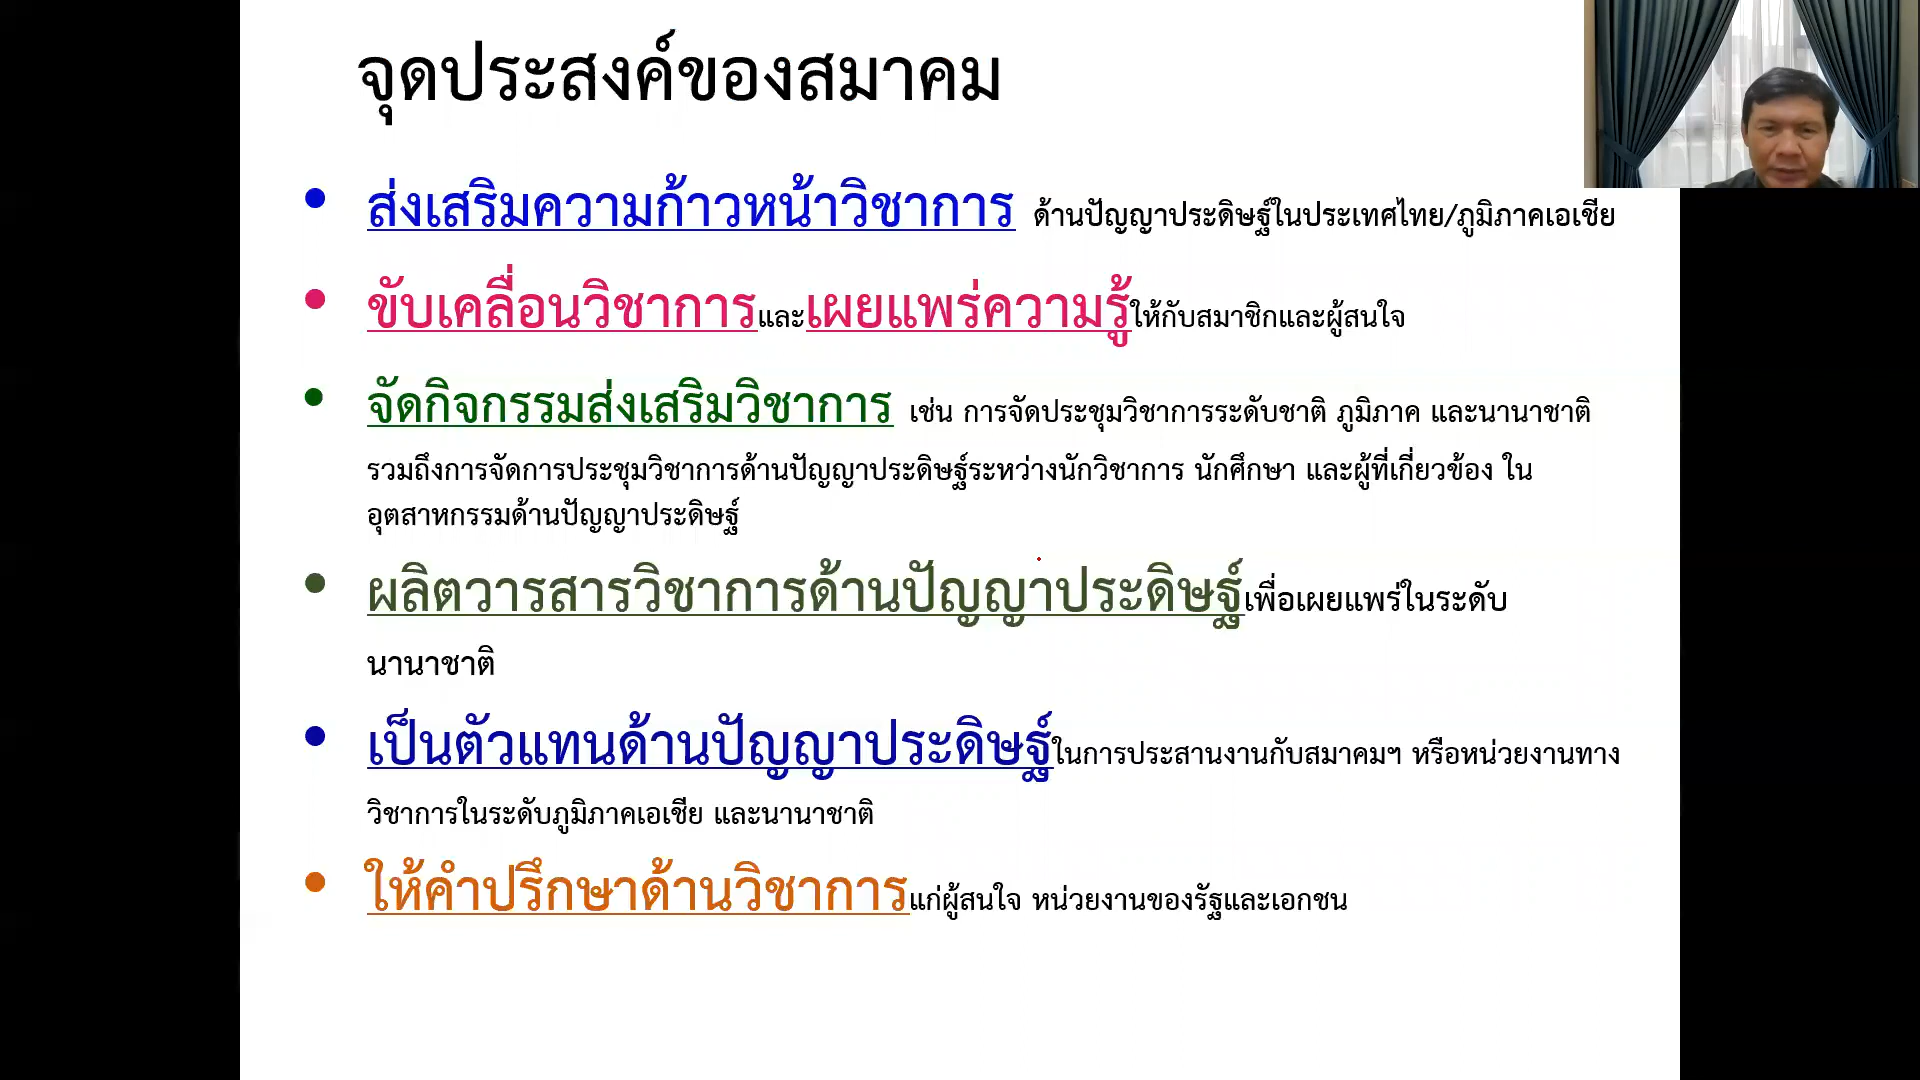 จุดประสงค์ของสมาคม
ส่งเสริมความก้าวหน้าวิชาการ ด้านปัญญาประดิษฐ์ในประเทศไทย/ภูมิภาคเอเชีย
ขับเคลื่อนวิชาการและเผยแพร่ความรู้ให้กับสมาชิกและผู้สนใจ
จัดกิจกรรมส่งเสริมวิชาการ เช่น การจัดประชุมวิชาการระดับชาติ ภูมิภาค และนานาชาติ
รวมถึงการจัดการประชุมวิชาการด้านปัญญาประดิษฐ์ระหว่างนักวิชาการ นักศึกษา และผู้ที่เกี่ยวข้อง ใน
อุตสาหกรรมด้านปัญญาประดิษฐ์
ผลิตวารสารวิชาการด้านปัญญาประดิษฐ์เพื่อเผยแพร่ในระดับ
นานาชาติ
เป็นตัวแทนด้านปัญญาประดิษฐ์ในการประสานงานกับสมาคมฯ หรือหน่วยงานทาง
วิชาการในระดับภูมิภาคเอเชีย และนานาชาติ
ให้คำปรึกษาด้านวิชาการแก่ผู้สนใจ หน่วยงานของรัฐและเอกชน